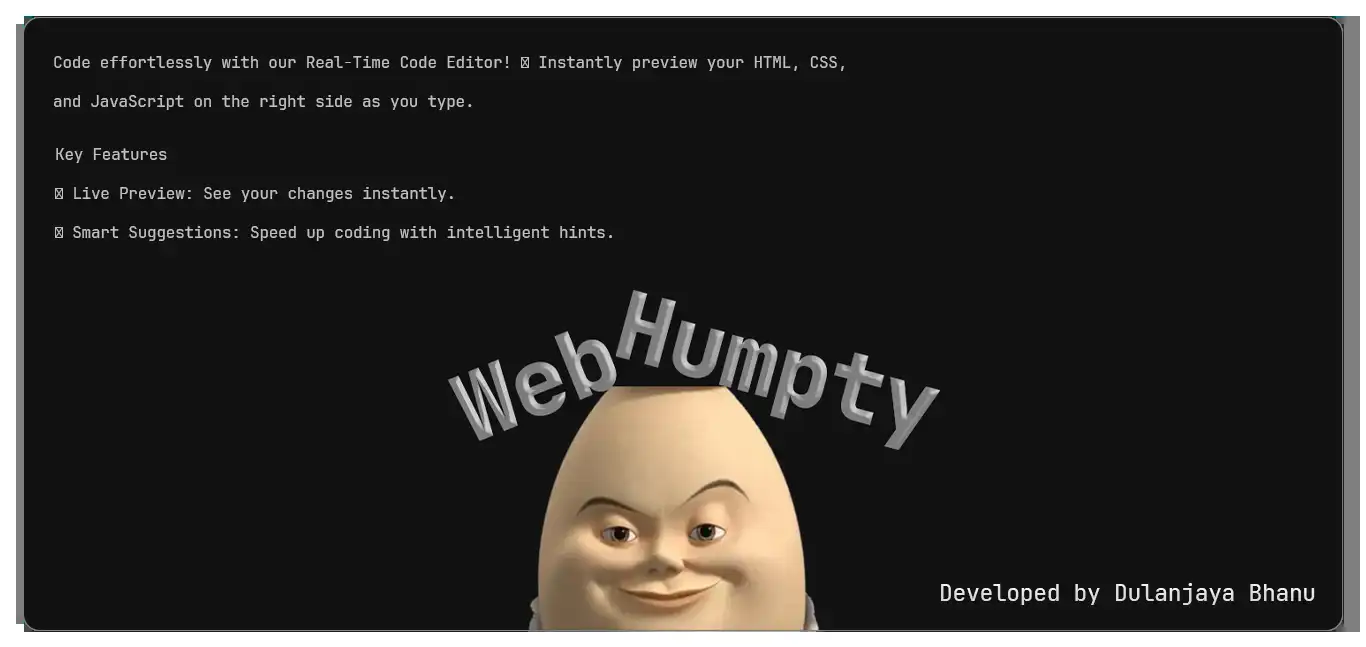 Code effortlessly with our Real-Time Code Editor! Instantly preview your HTML, CSS,
and JavaScript on the right side as you type.
Key Features
Live Preview: See your changes instantly.
Smart Suggestions: Speed up coding with intelligent hints.
WebHumpty
Developed by Dulanjaya Bhanu